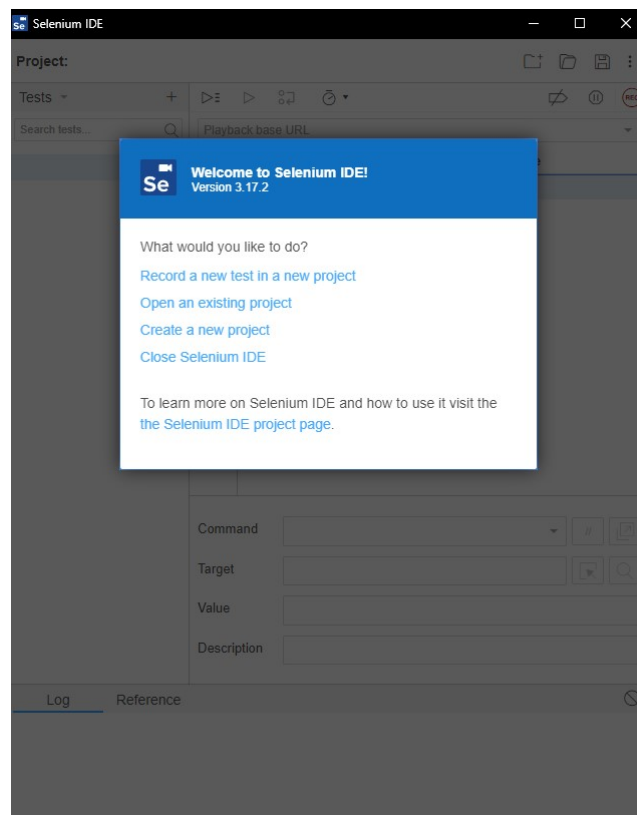 Se Selenium IDE
Project:
Tests
Search tests...
Playback base URL
REC
Se
Welcome to Selenium IDE!
Version 3.17.2
What would you like to do?
Record a new test in a new project
Open an existing project
Create a new project
Close Selenium IDE
To learn more on Selenium IDE and how to use it visit the
the Selenium IDE project page.
Command
//
Target
Value
Description
Log Reference